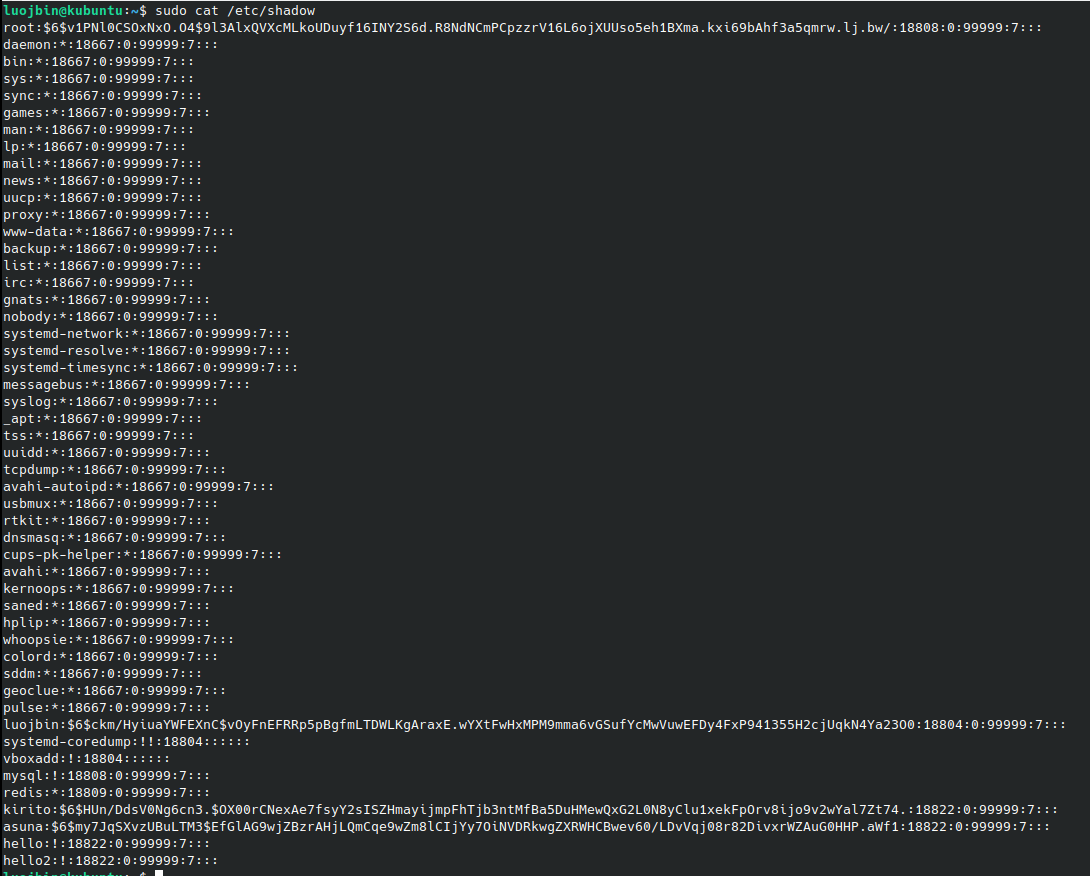 luojbin@kubuntu:~$ sudo cat /etc/shadow
root:$6$v1PNl0CSOxNxO.O4$9l3AlxQVXcMLkoUDuyf16INY2S6d.R8NdNCmPCpzzrV16L6ojXUUso5eh1BXma.kxi69bAhf3a5qmrw.lj.bw/:18808:0:99999:7:::
daemon:*:18667:0:99999:7:::
bin:*:18667:0:99999:7:::
sys:*:18667:0:99999:7:::
sync:*:18667:0:99999:7:::
games:*:18667:0:99999:7:::
man:*:18667:0:99999:7:::
lp:*:18667:0:99999:7:::
mail:*:18667:0:99999:7:::
news:*:18667:0:99999:7:::
uucp:*:18667:0:99999:7:::
proxy:*:18667:0:99999:7:::
www-data:*:18667:0:99999:7:::
backup:*:18667:0:99999:7:::
list:*:18667:0:99999:7:::
irc:*:18667:0:99999:7:::
gnats:*:18667:0:99999:7:::
nobody:*:18667:0:99999:7:::
systemd-network:*:18667:0:99999:7:::
systemd-resolve:*:18667:0:99999:7:::
systemd-timesync:*:18667:0:99999:7:::
messagebus:*:18667:0:99999:7:::
syslog:*:18667:0:99999:7:::
_apt:*:18667:0:99999:7:::
tss:*:18667:0:99999:7:::
uuidd:*:18667:0:99999:7:::
tcpdump:*:18667:0:99999:7:::
avahi-autoipd:*:18667:0:99999:7:::
usbmux:*:18667:0:99999:7:::
rtkit:*:18667:0:99999:7:::
dnsmasq:*:18667:0:99999:7:::
cups-pk-helper:*:18667:0:99999:7:::
avahi:*:18667:0:99999:7:::
kernoops:*:18667:0:99999:7:::
saned:*:18667:0:99999:7:::
hplip:*:18667:0:99999:7:::
whoopsie:*:18667:0:99999:7:::
colord:*:18667:0:99999:7:::
sddm:*:18667:0:99999:7:::
geoclue:*:18667:0:99999:7:::
pulse:*:18667:0:99999:7:::
luojbin:$6$ckm/HyiuaYWFEXnC$vOyFnEFRRp5pBgfmLTDWLKgAraxE.wYXtFwHxMPM9mma6vGSufYcMwVuwEFDy4FxP941355H2cjUqkN4Ya23O0:18804:0:99999:7:::
systemd-coredump:!!:18804::::::
vboxadd:!:18804::::::
mysql:!:18808:0:99999:7:::
redis:*:18809:0:99999:7:::
kirito:$6$HUn/DdsV0Ng6cn3.$OX00rCNexAe7fsyY2sISZHmayijmpFhTjb3ntMfBa5DuHMewQxG2L0N8yClu1xekFpOrv8ijo9v2wYal7Zt74.:18822:0:99999:7:::
asuna:$6$my7JqSXvzUBuLTM3$EfGlAG9wjZBzrAHjLQmCqe9wZm8lCIjYy7OiNVDRkwgZXRWHCBwev60/LDvVqj08r82DivxrWZAuG0HHP.aWf1:18822:0:99999:7:::
hello:!:18822:0:99999:7:::
hello2:!:18822:0:99999:7:::
luojbin@kubuntu:~$